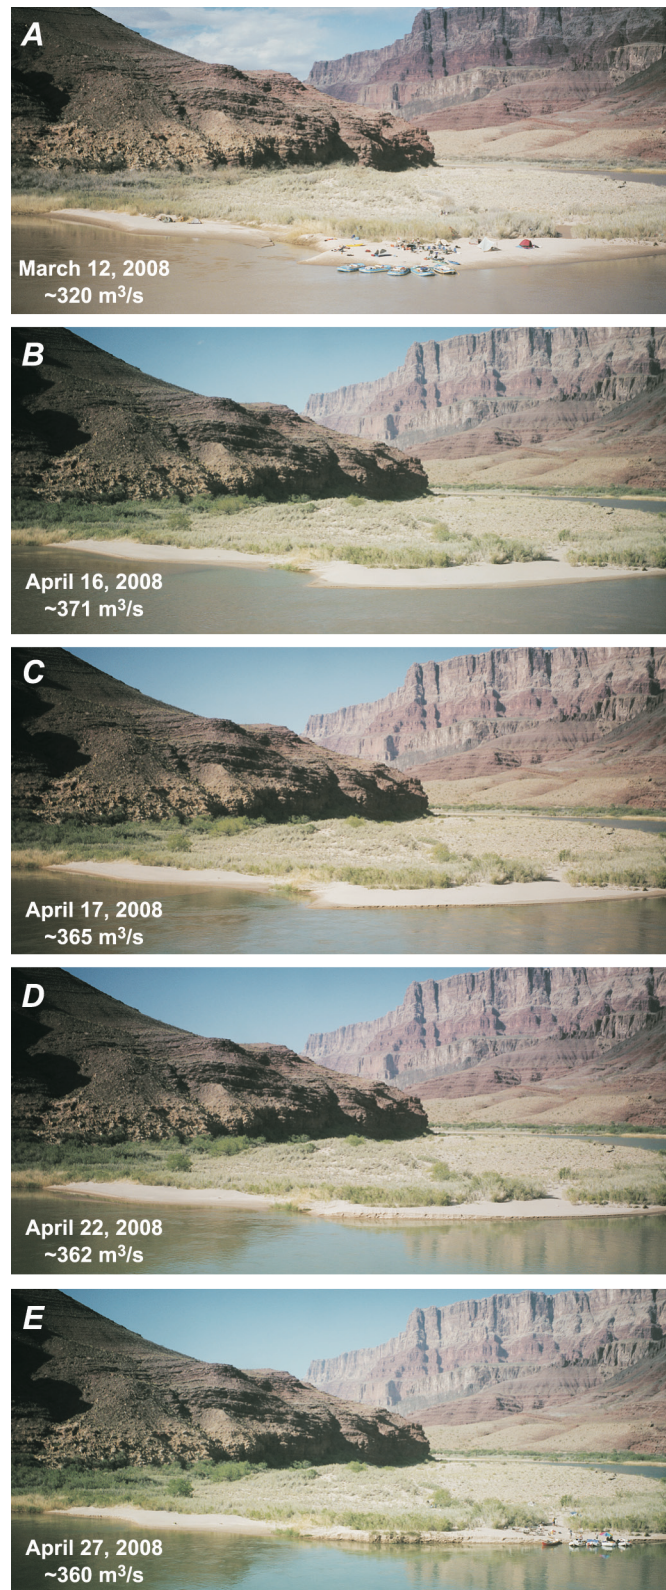 A
March 12, 2008
~320 m³/s
B
April 16, 2008
~371 m³/s
C
April 17, 2008
~365 m³/s
D
April 22, 2008
~362 m³/s
E
April 27, 2008
~360 m³/s